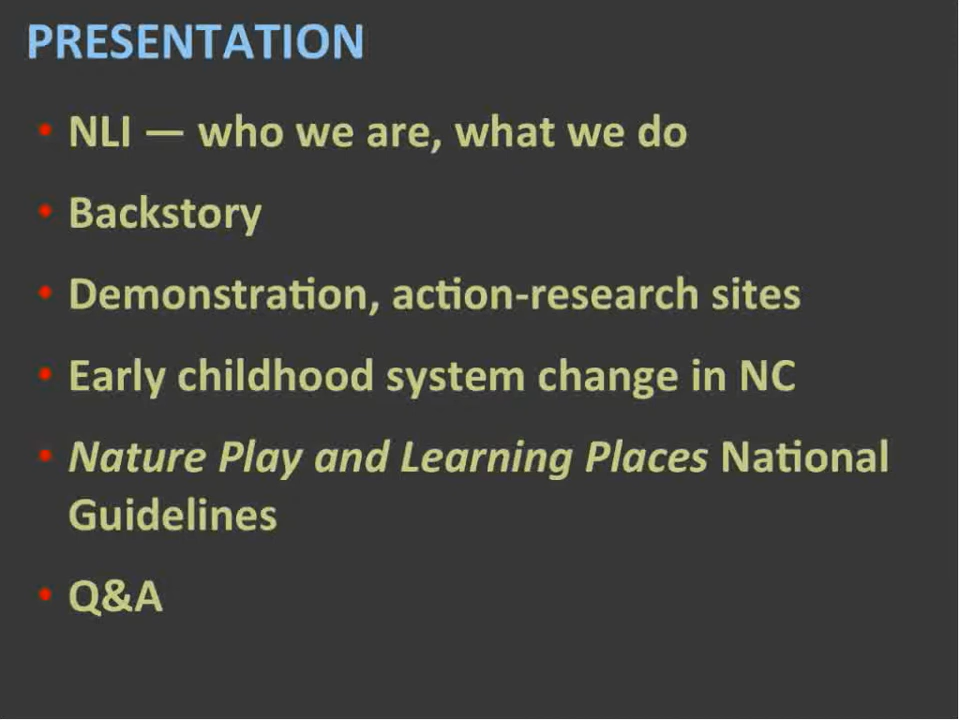 PRESENTATION
• NLI — who we are, what we do
• Backstory
• Demonstration, action-research sites
• Early childhood system change in NC
• Nature Play and Learning Places National
Guidelines
• Q&A